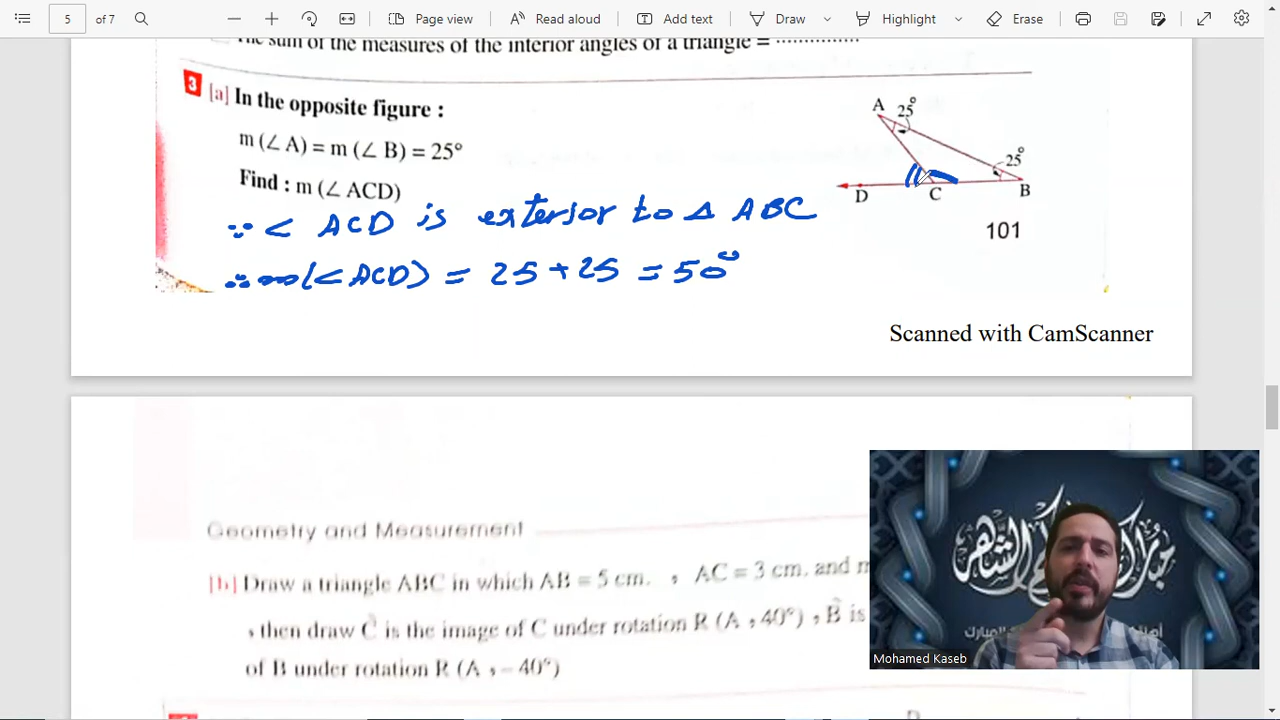 5 of 7 Page view Read aloud Add text Draw Highlight Erase
The sum of the measures of the interior angles of a triangle = ..............
3 [a] In the opposite figure :
m (∠ A) = m (∠ B) = 25°
Find : m (∠ ACD)
∵ ∠ ACD is exterior to Δ ABC
∴ m(∠ACD) = 25 + 25 = 50°
A 25°
25°
D C B
101
Scanned with CamScanner
Geometry and Measurement
[b] Draw a triangle ABC in which AB = 5 cm. , AC = 3 cm. and m
, then draw Ć is the image of C under rotation R (A , 40°) , B́ is
of B under rotation R (A , – 40°)
Mohamed Kaseb